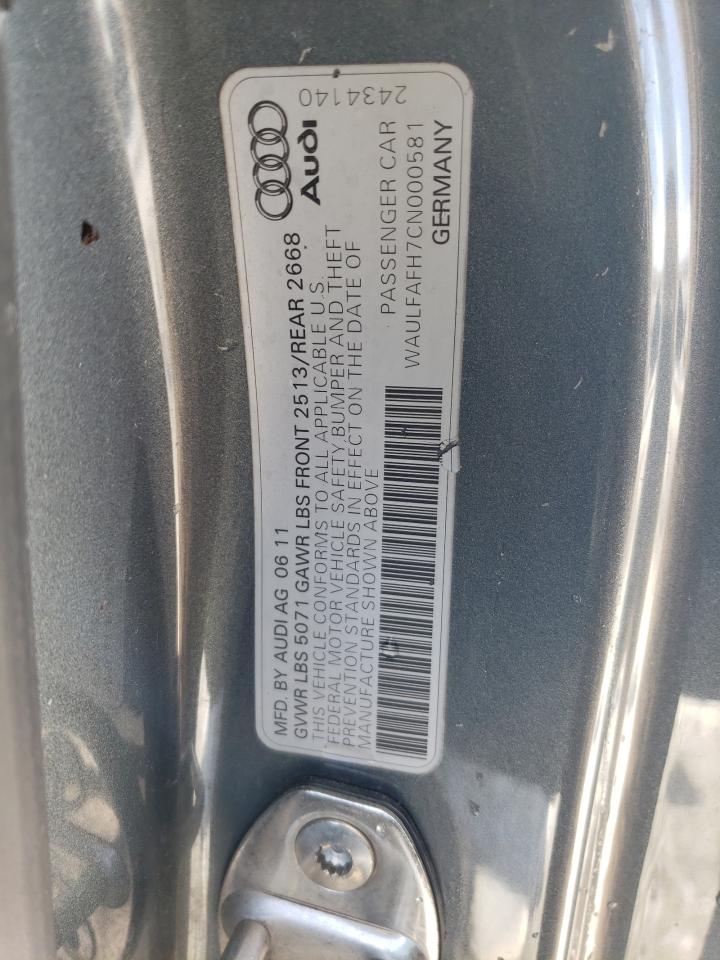 MFD. BY AUDI AG 06 11
GVWR LBS 5071 GAWR LBS FRONT 2513/REAR 2668
THIS VEHICLE CONFORMS TO ALL APPLICABLE U.S.
FEDERAL MOTOR VEHICLE SAFETY, BUMPER AND THEFT
PREVENTION STANDARDS IN EFFECT ON THE DATE OF
MANUFACTURE SHOWN ABOVE
PASSENGER CAR
WAULFAFH7CN000581
GERMANY
Audi
2434140